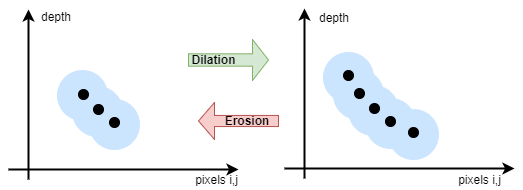 depth
depth
Dilation
Erosion
pixels i,j
pixels i,j